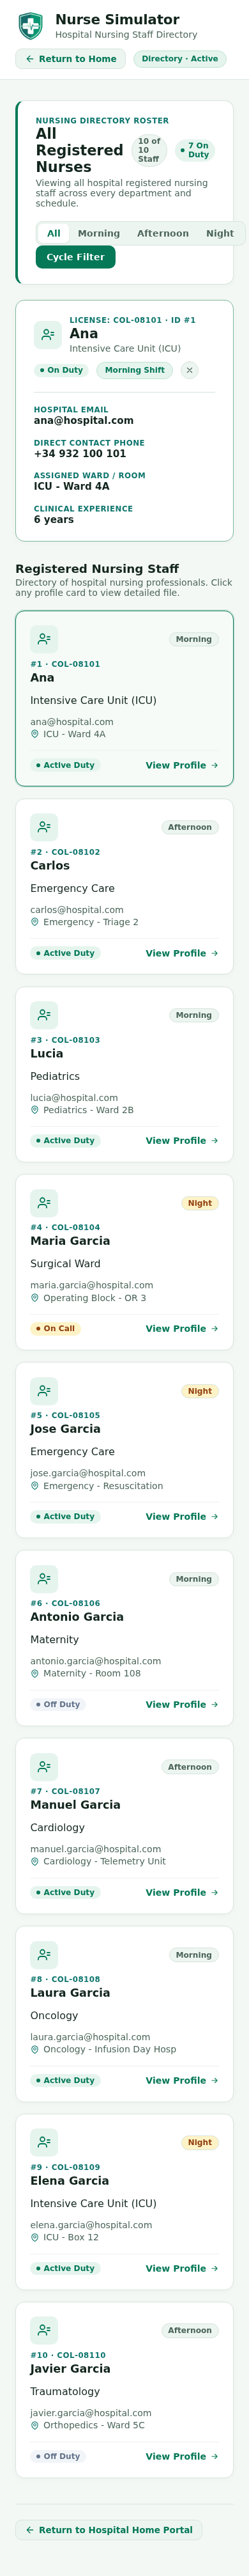 Nurse Simulator
Hospital Nursing Staff Directory
← Return to Home
Directory · Active
NURSING DIRECTORY ROSTER
All
Registered
Nurses
10 of
10
Staff
7 On
Duty
Viewing all hospital registered nursing
staff across every department and
schedule.
All Morning Afternoon Night
Cycle Filter
LICENSE: COL-08101 · ID #1
Ana
Intensive Care Unit (ICU)
On Duty
Morning Shift
HOSPITAL EMAIL
ana@hospital.com
DIRECT CONTACT PHONE
+34 932 100 101
ASSIGNED WARD / ROOM
ICU - Ward 4A
CLINICAL EXPERIENCE
6 years
Registered Nursing Staff
Directory of hospital nursing professionals. Click
any profile card to view detailed file.
Morning
#1 · COL-08101
Ana
Intensive Care Unit (ICU)
ana@hospital.com
ICU - Ward 4A
Active Duty
View Profile →
Afternoon
#2 · COL-08102
Carlos
Emergency Care
carlos@hospital.com
Emergency - Triage 2
Active Duty
View Profile →
Morning
#3 · COL-08103
Lucia
Pediatrics
lucia@hospital.com
Pediatrics - Ward 2B
Active Duty
View Profile →
Night
#4 · COL-08104
Maria Garcia
Surgical Ward
maria.garcia@hospital.com
Operating Block - OR 3
On Call
View Profile →
Night
#5 · COL-08105
Jose Garcia
Emergency Care
jose.garcia@hospital.com
Emergency - Resuscitation
Active Duty
View Profile →
Morning
#6 · COL-08106
Antonio Garcia
Maternity
antonio.garcia@hospital.com
Maternity - Room 108
Off Duty
View Profile →
Afternoon
#7 · COL-08107
Manuel Garcia
Cardiology
manuel.garcia@hospital.com
Cardiology - Telemetry Unit
Active Duty
View Profile →
Morning
#8 · COL-08108
Laura Garcia
Oncology
laura.garcia@hospital.com
Oncology - Infusion Day Hosp
Active Duty
View Profile →
Night
#9 · COL-08109
Elena Garcia
Intensive Care Unit (ICU)
elena.garcia@hospital.com
ICU - Box 12
Active Duty
View Profile →
Afternoon
#10 · COL-08110
Javier Garcia
Traumatology
javier.garcia@hospital.com
Orthopedics - Ward 5C
Off Duty
View Profile →
← Return to Hospital Home Portal